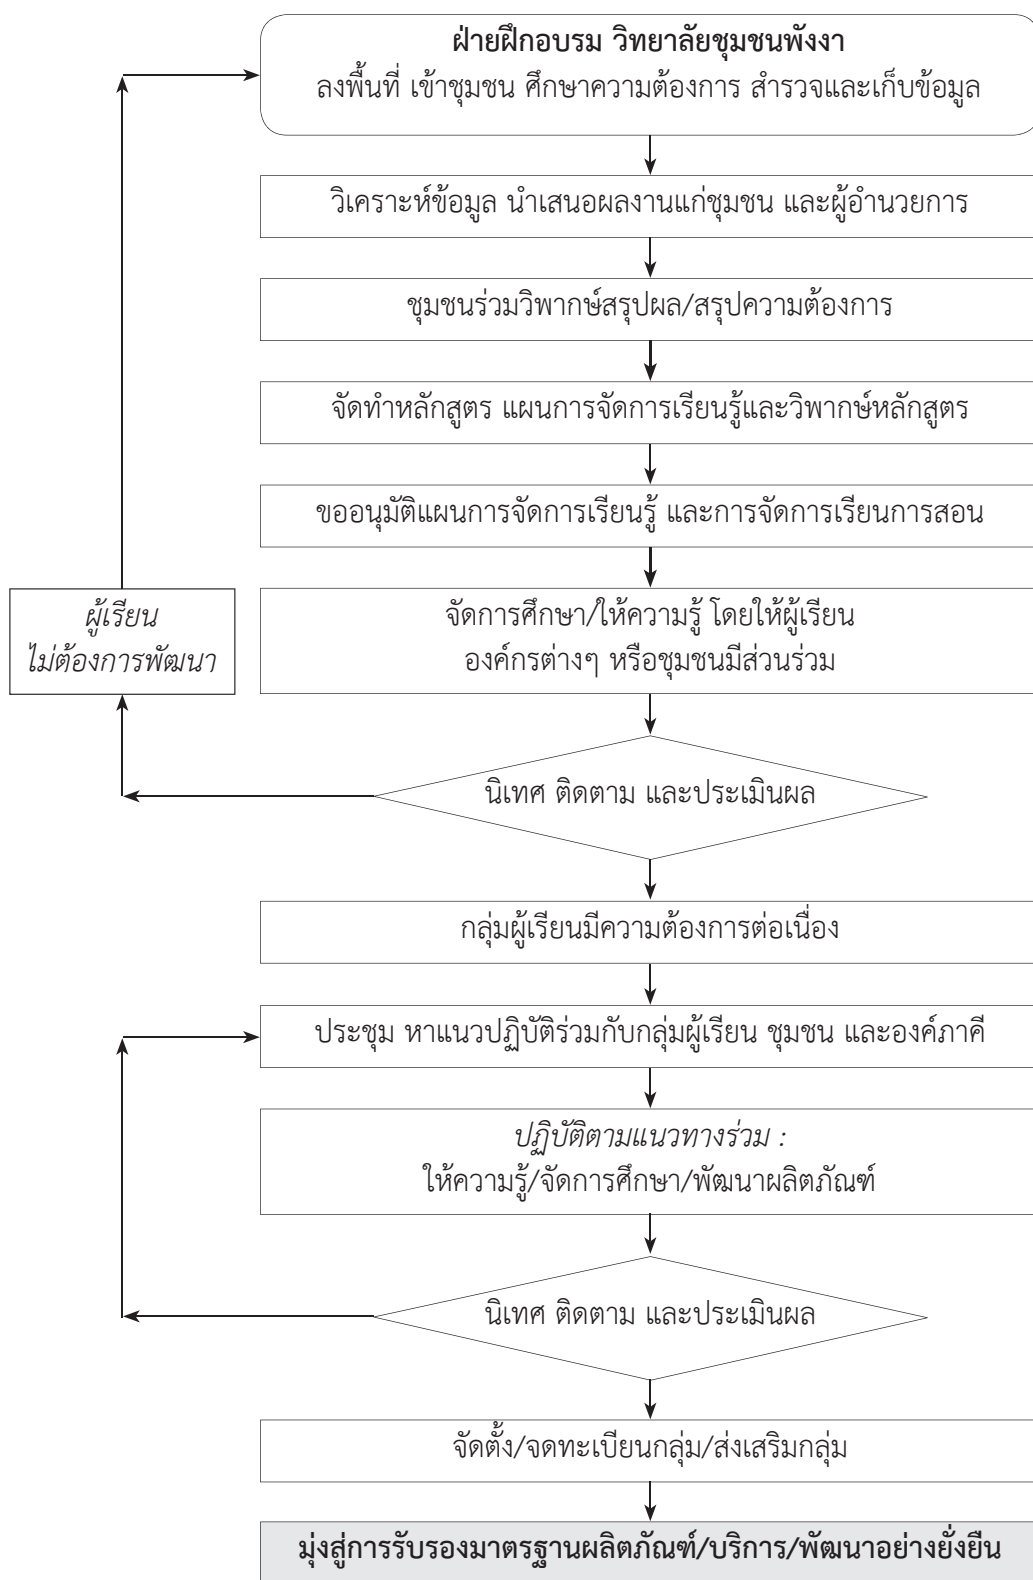 ฝ่ายฝึกอบรม วิทยาลัยชุมชนพังงา
ลงพื้นที่ เข้าชุมชน ศึกษาความต้องการ สำรวจและเก็บข้อมูล
วิเคราะห์ข้อมูล นำเสนอผลงานแก่ชุมชน และผู้อำนวยการ
ชุมชนร่วมวิพากษ์สรุปผล/สรุปความต้องการ
จัดทำหลักสูตร แผนการจัดการเรียนรู้และวิพากษ์หลักสูตร
ขออนุมัติแผนการจัดการเรียนรู้ และการจัดการเรียนการสอน
ผู้เรียน
ไม่ต้องการพัฒนา
จัดการศึกษา/ให้ความรู้ โดยให้ผู้เรียน
องค์กรต่างๆ หรือชุมชนมีส่วนร่วม
นิเทศ ติดตาม และประเมินผล
กลุ่มผู้เรียนมีความต้องการต่อเนื่อง
ประชุม หาแนวปฏิบัติร่วมกับกลุ่มผู้เรียน ชุมชน และองค์ภาคี
ปฏิบัติตามแนวทางร่วม :
ให้ความรู้/จัดการศึกษา/พัฒนาผลิตภัณฑ์
นิเทศ ติดตาม และประเมินผล
จัดตั้ง/จดทะเบียนกลุ่ม/ส่งเสริมกลุ่ม
มุ่งสู่การรับรองมาตรฐานผลิตภัณฑ์/บริการ/พัฒนาอย่างยั่งยืน